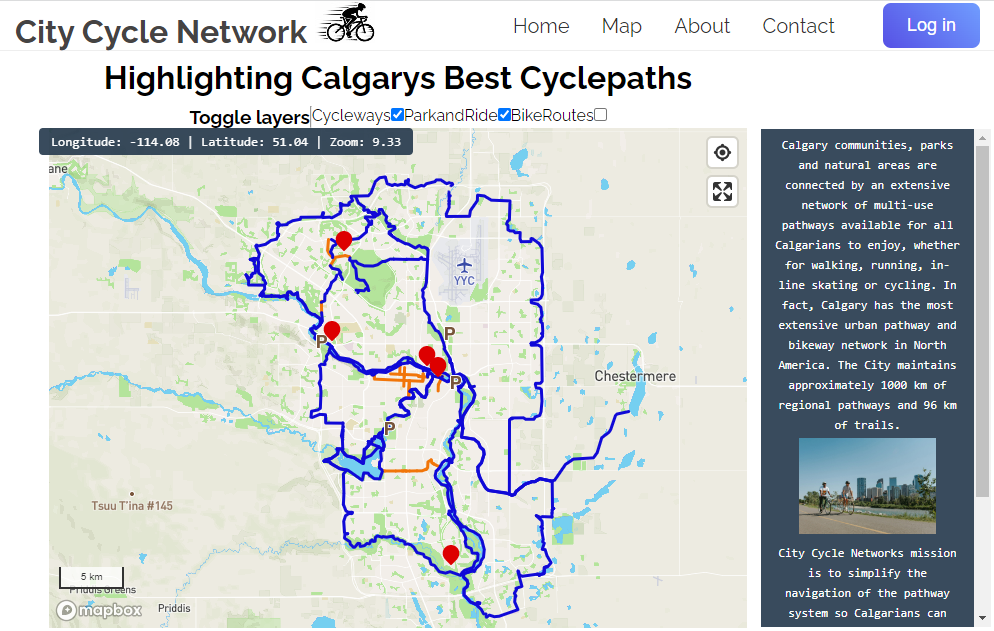 City Cycle Network
Home Map About Contact Log in
Highlighting Calgarys Best Cyclepaths
Toggle layers Cycleways ParkandRide BikeRoutes
Longitude: -114.08 | Latitude: 51.04 | Zoom: 9.33
ane
YYC
P
P
P
P
Chestermere
Tsuu T'ina #145
5 km
Priddis Greens
mapbox
Priddis
Calgary communities, parks
and natural areas are
connected by an extensive
network of multi-use
pathways available for all
Calgarians to enjoy, whether
for walking, running, in-
line skating or cycling. In
fact, Calgary has the most
extensive urban pathway and
bikeway network in North
America. The City maintains
approximately 1000 km of
regional pathways and 96 km
of trails.
City Cycle Networks mission
is to simplify the
navigation of the pathway
system so Calgarians can